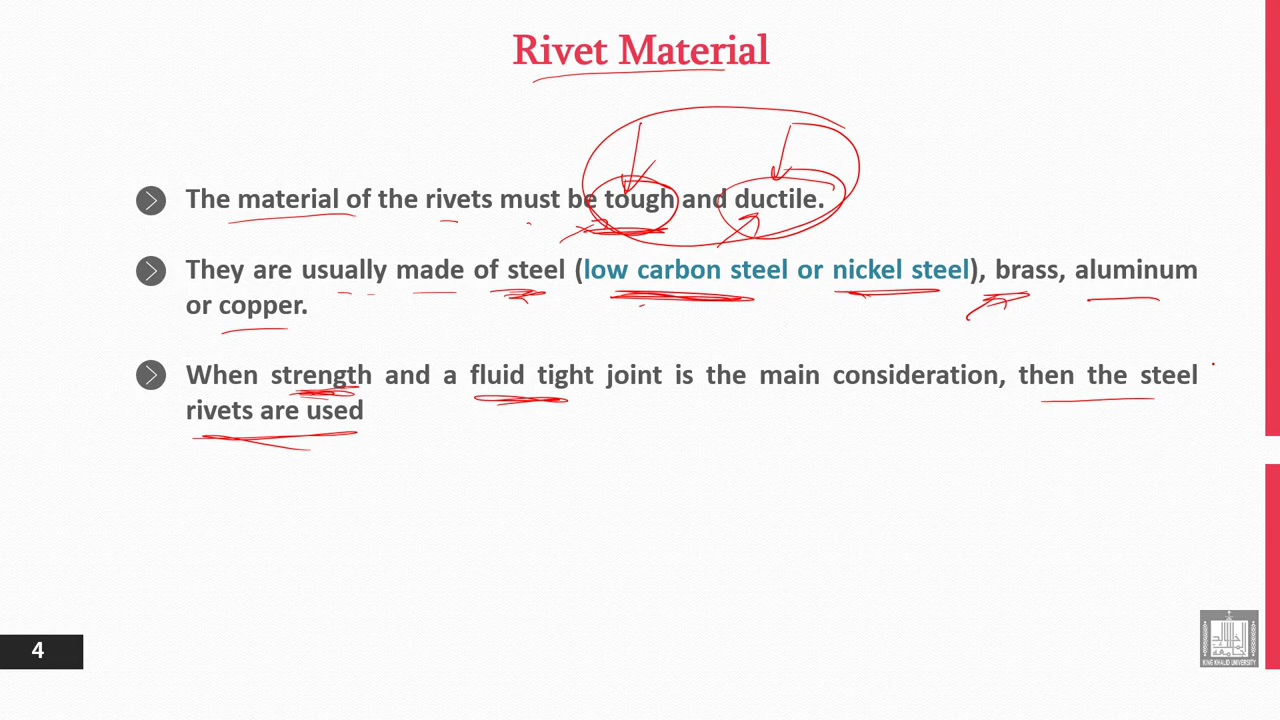 Rivet Material
The material of the rivets must be tough and ductile.
They are usually made of steel (low carbon steel or nickel steel), brass, aluminum
or copper.
When strength and a fluid tight joint is the main consideration, then the steel
rivets are used
4
KING KHALID UNIVERSITY